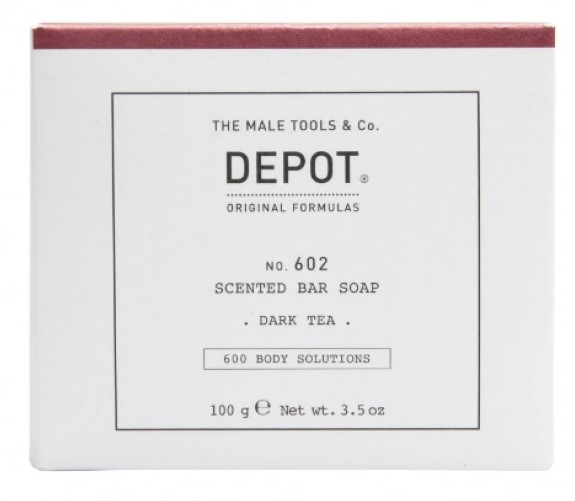 THE MALE TOOLS & Co.
DEPOT®
ORIGINAL FORMULAS
NO. 602
SCENTED BAR SOAP
. DARK TEA .
600 BODY SOLUTIONS
100 g ℮ Net wt. 3.5 oz